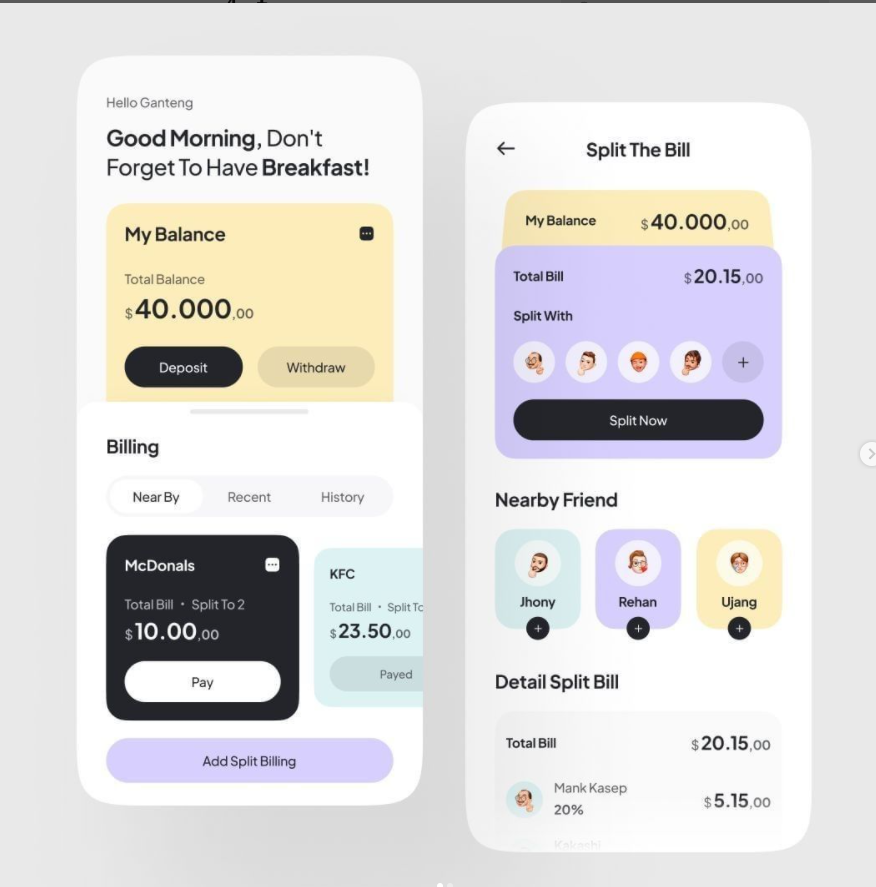 Hello Ganteng
Good Morning, Don't
Forget To Have Breakfast!
My Balance
Total Balance
$40.000,00
Deposit
Withdraw
Billing
Near By
Recent
History
McDonals
Total Bill • Split To 2
$10.00,00
Pay
KFC
Total Bill • Split To
$23.50,00
Payed
Add Split Billing
Split The Bill
My Balance
$40.000,00
Total Bill
$20.15,00
Split With
+
Split Now
Nearby Friend
Jhony
+
Rehan
+
Ujang
+
Detail Split Bill
Total Bill
$20.15,00
Mank Kasep
20%
$5.15,00
Kakashi